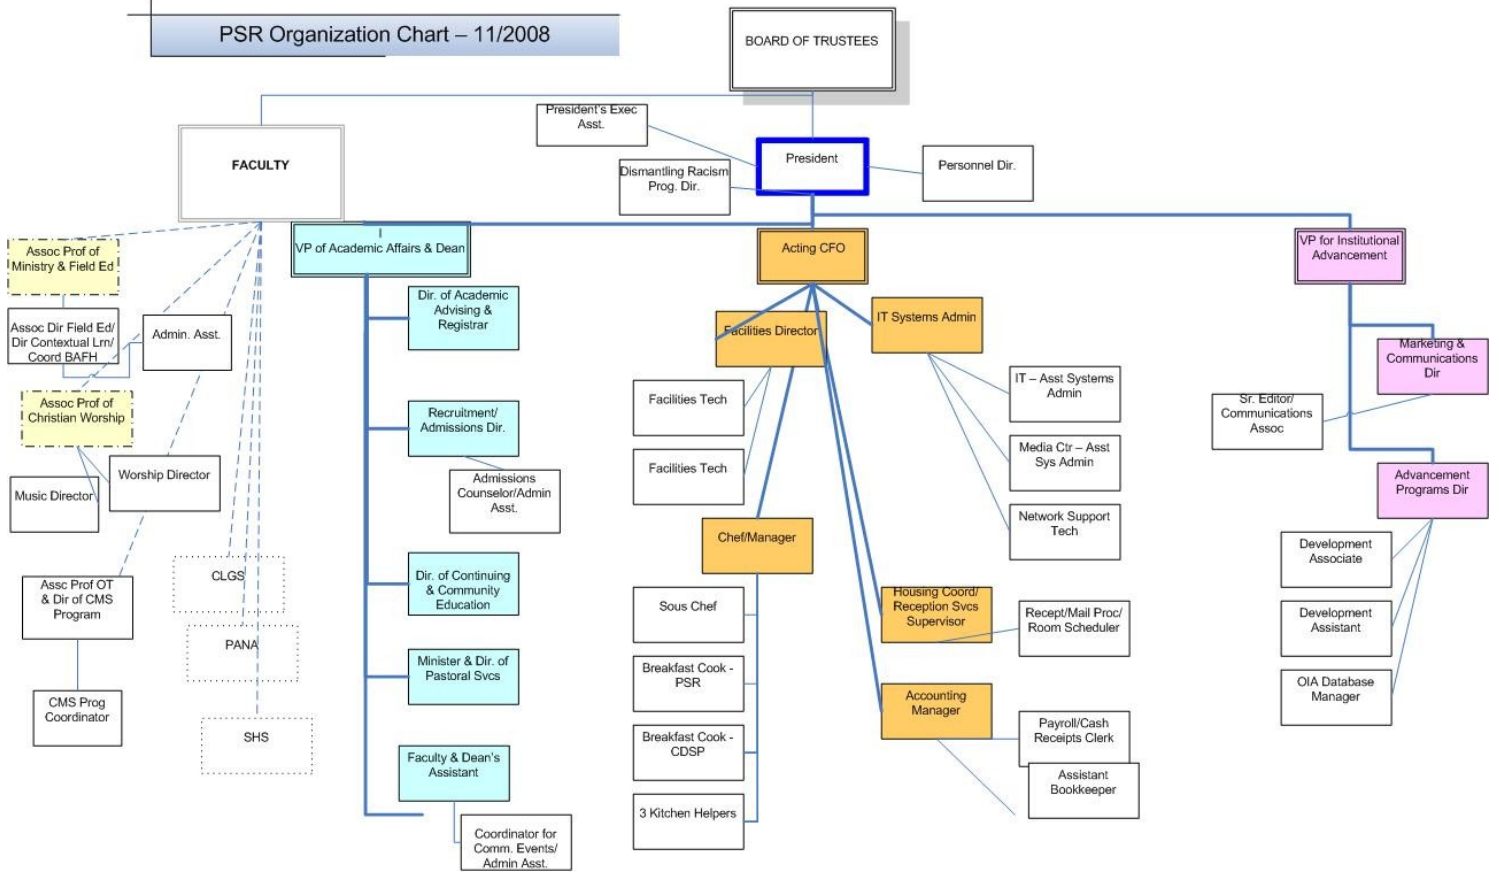 PSR Organization Chart – 11/2008
BOARD OF TRUSTEES
President's Exec
Asst.
President
Personnel Dir.
Dismantling Racism
Prog. Dir.
FACULTY
I
VP of Academic Affairs & Dean
Acting CFO
VP for Institutional
Advancement
Assoc Prof of
Ministry & Field Ed
Assoc Dir Field Ed/
Dir Contextual Lrn/
Coord BAFH
Admin. Asst.
Assoc Prof of
Christian Worship
Music Director
Worship Director
Assc Prof OT
& Dir of CMS
Program
CMS Prog
Coordinator
CLGS
PANA
SHS
Dir. of Academic
Advising &
Registrar
Recruitment/
Admissions Dir.
Admissions
Counselor/Admin
Asst.
Dir. of Continuing
& Community
Education
Minister & Dir. of
Pastoral Svcs
Faculty & Dean's
Assistant
Coordinator for
Comm. Events/
Admin Asst.
Facilities Director
Facilities Tech
Facilities Tech
Chef/Manager
Sous Chef
Breakfast Cook -
PSR
Breakfast Cook -
CDSP
3 Kitchen Helpers
IT Systems Admin
IT – Asst Systems
Admin
Media Ctr – Asst
Sys Admin
Network Support
Tech
Housing Coord/
Reception Svcs
Supervisor
Recept/Mail Proc/
Room Scheduler
Accounting
Manager
Payroll/Cash
Receipts Clerk
Assistant
Bookkeeper
Marketing &
Communications
Dir
Sr. Editor/
Communications
Assoc
Advancement
Programs Dir
Development
Associate
Development
Assistant
OIA Database
Manager